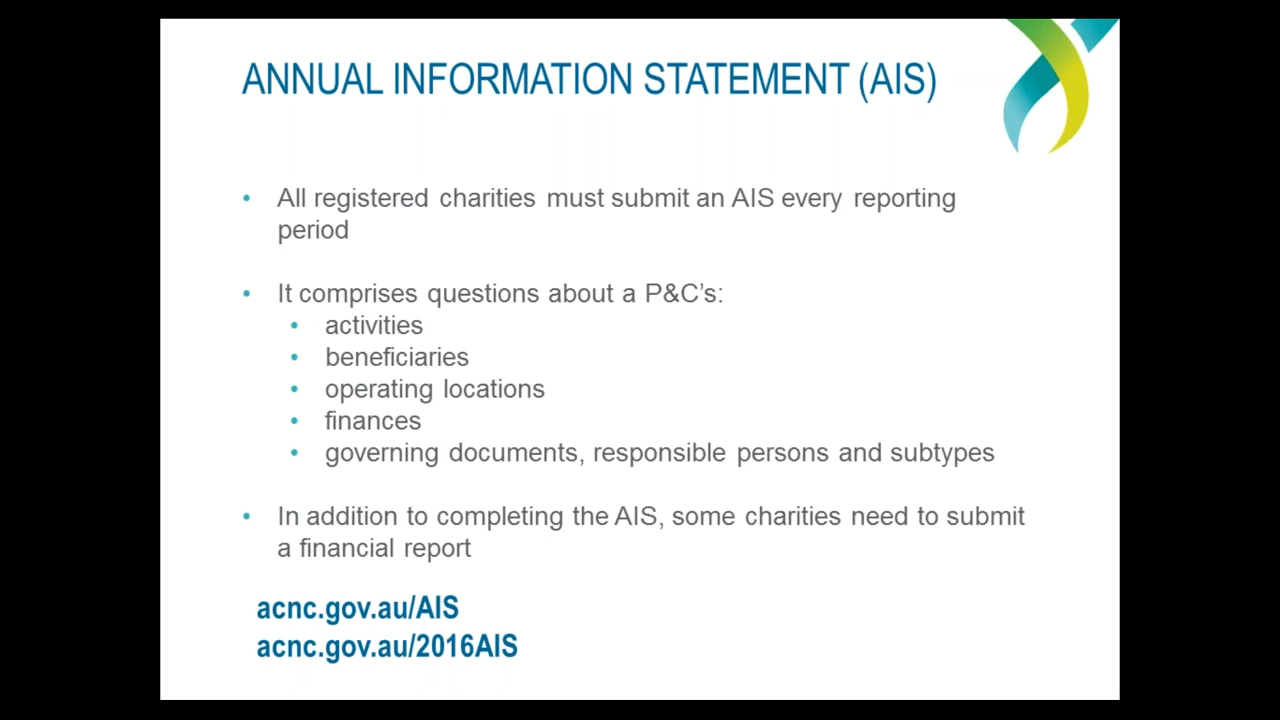 ANNUAL INFORMATION STATEMENT (AIS)
• All registered charities must submit an AIS every reporting
period
• It comprises questions about a P&C’s:
• activities
• beneficiaries
• operating locations
• finances
• governing documents, responsible persons and subtypes
• In addition to completing the AIS, some charities need to submit
a financial report
acnc.gov.au/AIS
acnc.gov.au/2016AIS